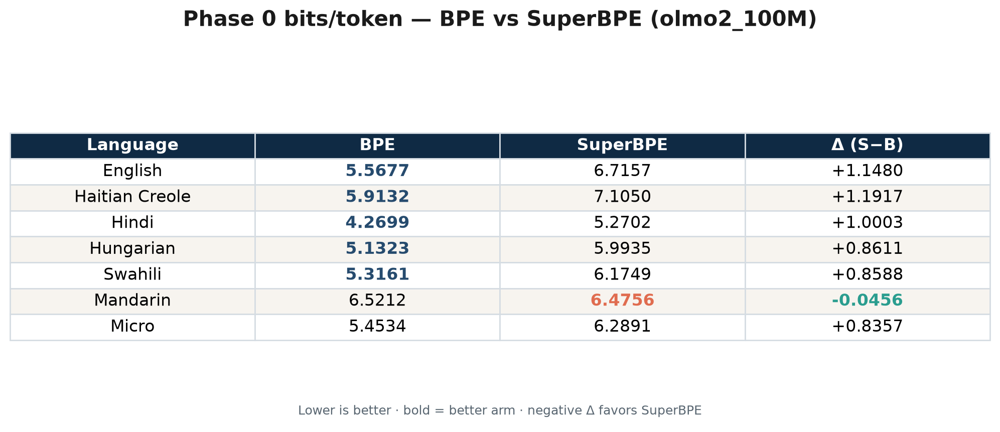 Phase 0 bits/token — BPE vs SuperBPE (olmo2_100M)
Language BPE SuperBPE Δ (S−B)
English 5.5677 6.7157 +1.1480
Haitian Creole 5.9132 7.1050 +1.1917
Hindi 4.2699 5.2702 +1.0003
Hungarian 5.1323 5.9935 +0.8611
Swahili 5.3161 6.1749 +0.8588
Mandarin 6.5212 6.4756 -0.0456
Micro 5.4534 6.2891 +0.8357
Lower is better · bold = better arm · negative Δ favors SuperBPE